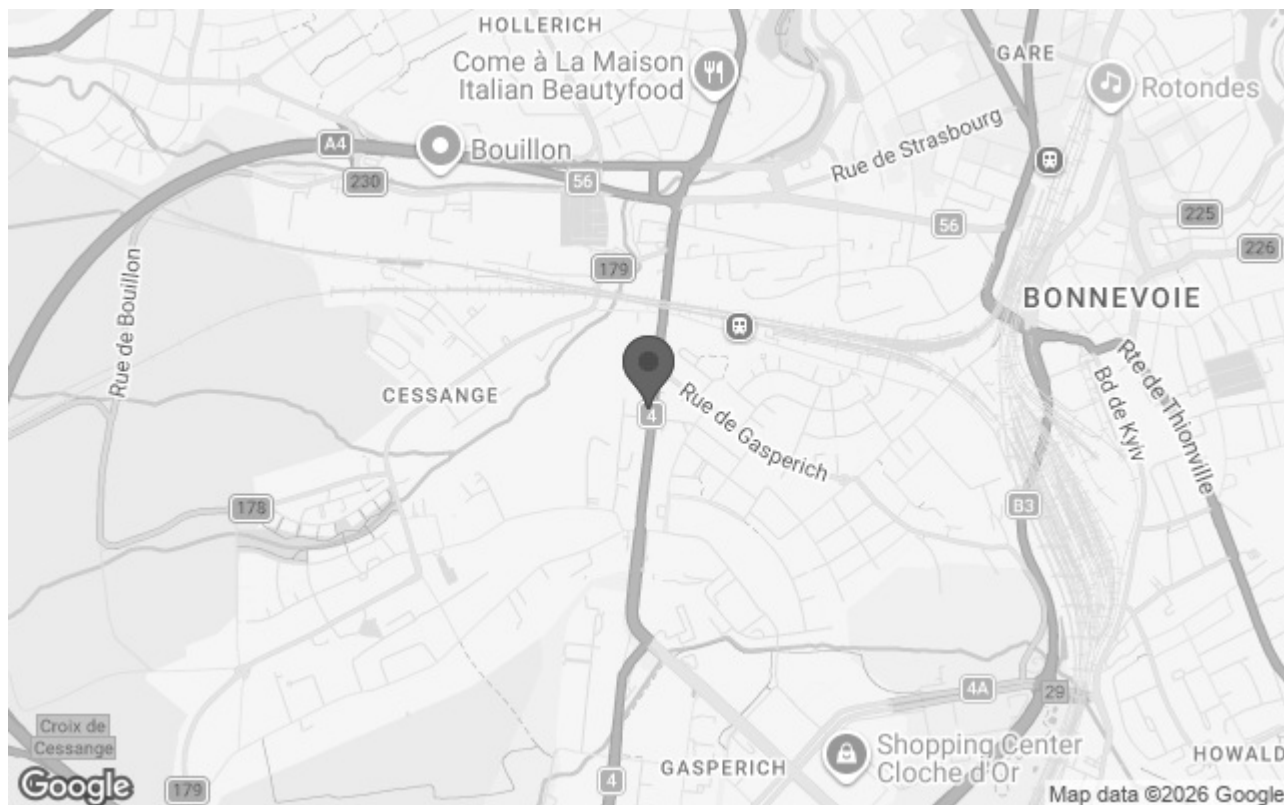 HOLLERICH
Come à La Maison
Italian Beautyfood
GARE
Rotondes
A4
Bouillon
230
56
Rue de Strasbourg
225
56
226
179
BONNEVOIE
Rue de Bouillon
CESSANGE
4
Rue de Gasperich
Rte de Thionville
Bd de Kyiv
178
B3
4A
29
Croix de
Cessange
Shopping Center
Cloche d'Or
GASPERICH
HOWALD
4
179
Google
Map data ©2026 Google